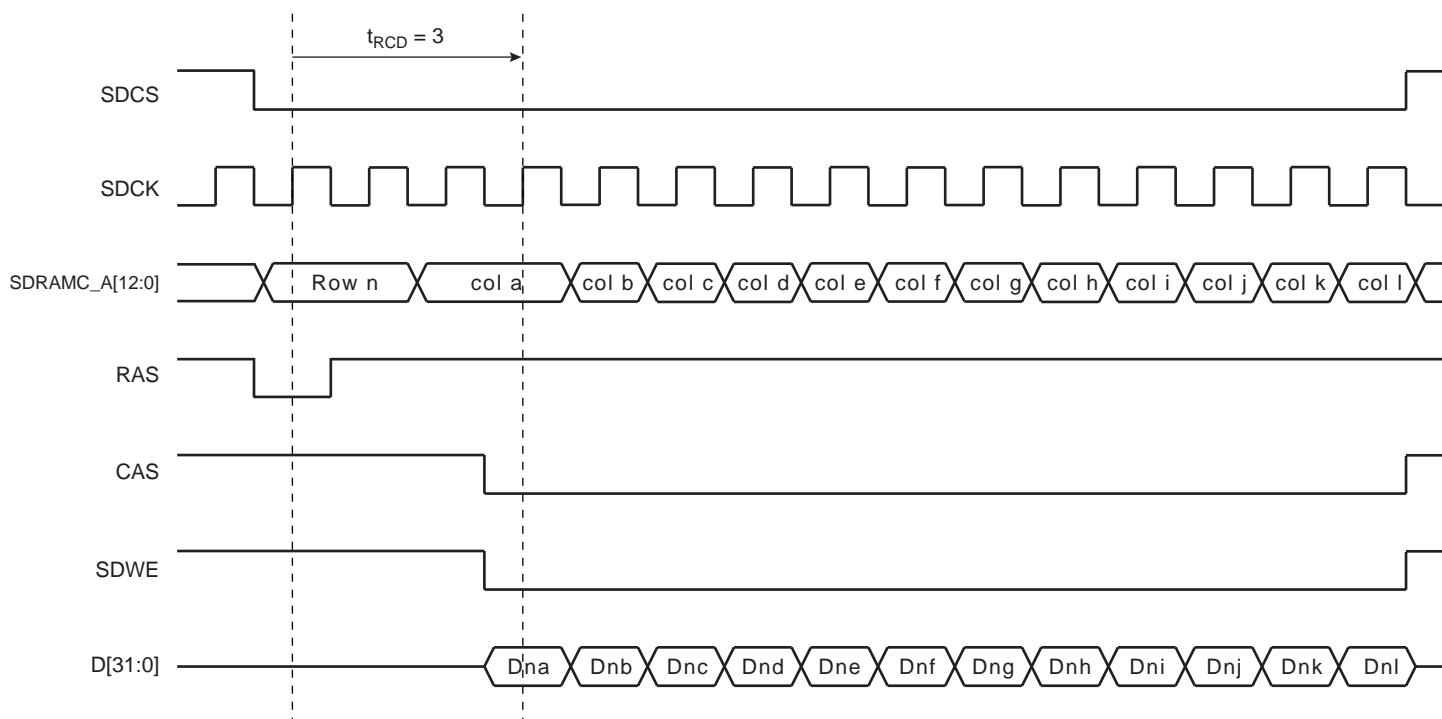 tRCD = 3
SDCS
SDCK
SDRAMC_A[12:0] Row n col a col b col c col d col e col f col g col h col i col j col k col l
RAS
CAS
SDWE
D[31:0] Dna Dnb Dnc Dnd Dne Dnf Dng Dnh Dni Dnj Dnk Dnl